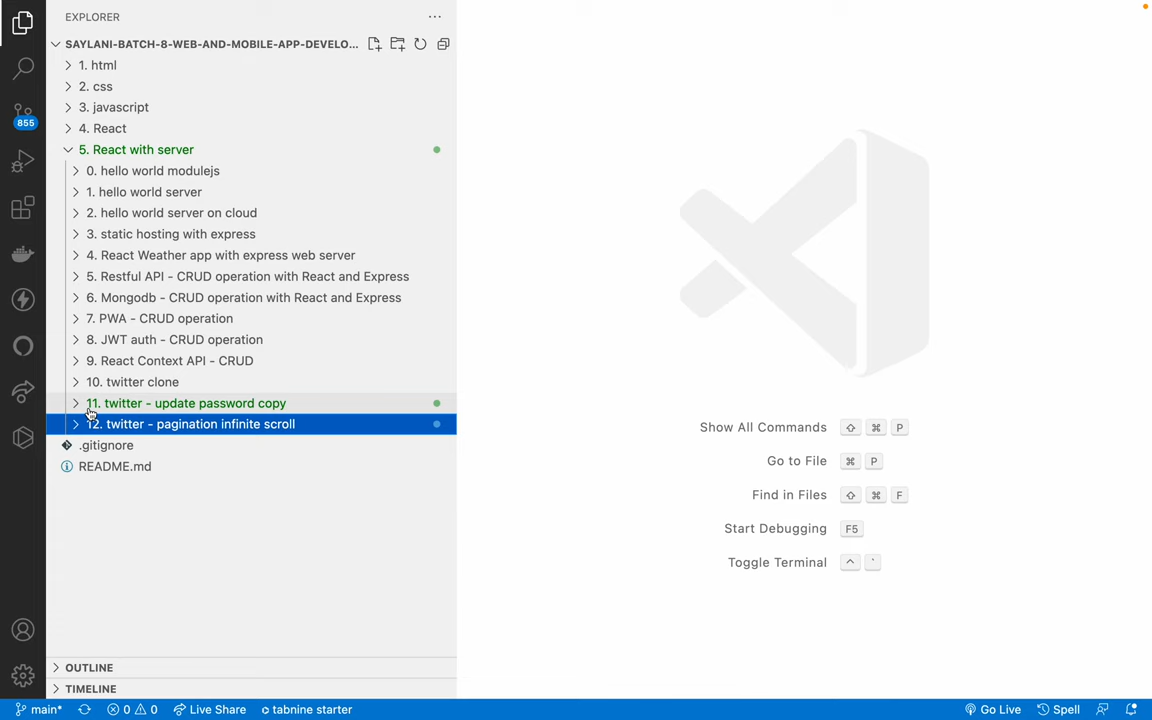 EXPLORER
SAYLANI-BATCH-8-WEB-AND-MOBILE-APP-DEVELO...
1. html
2. css
3. javascript
4. React
855
5. React with server
0. hello world modulejs
1. hello world server
2. hello world server on cloud
3. static hosting with express
4. React Weather app with express web server
5. Restful API - CRUD operation with React and Express
6. Mongodb - CRUD operation with React and Express
7. PWA - CRUD operation
8. JWT auth - CRUD operation
9. React Context API - CRUD
10. twitter clone
11. twitter - update password copy
12. twitter - pagination infinite scroll
.gitignore
README.md
Show All Commands ⇧ ⌘ P
Go to File ⌘ P
Find in Files ⇧ ⌘ F
Start Debugging F5
Toggle Terminal ^ `
OUTLINE
TIMELINE
main* 0 0 Live Share tabnine starter Go Live Spell